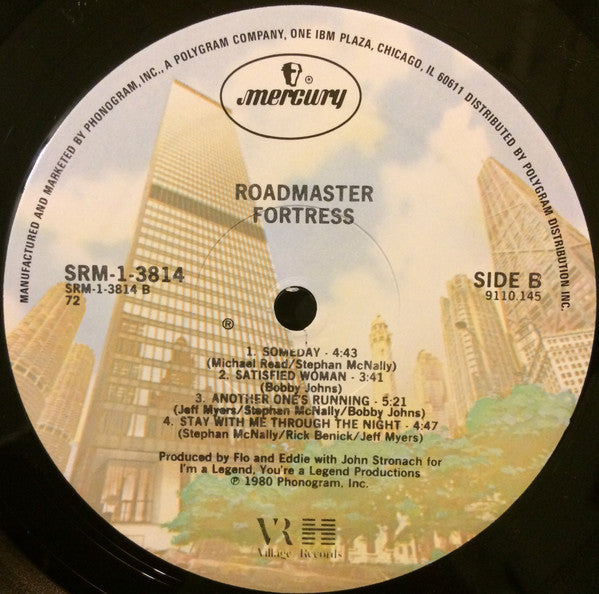 MANUFACTURED AND MARKETED BY PHONOGRAM, INC., A POLYGRAM COMPANY, ONE IBM PLAZA, CHICAGO, IL 60611 DISTRIBUTED BY POLYGRAM DISTRIBUTION INC.
mercury ®
ROADMASTER
FORTRESS
SRM-1-3814
SRM-1-3814 B
72
SIDE B
9110.145
®
1. SOMEDAY - 4:43
(Michael Read/Stephan McNally)
2. SATISFIED WOMAN - 3:41
(Bobby Johns)
3. ANOTHER ONE'S RUNNING - 5:21
(Jeff Myers/Stephan McNally/Bobby Johns)
4. STAY WITH ME THROUGH THE NIGHT - 4:47
(Stephan McNally/Rick Benick/Jeff Myers)
Produced by Flo and Eddie with John Stronach for
I'm a Legend, You're a Legend Productions
℗ 1980 Phonogram, Inc.
VR
Village Records